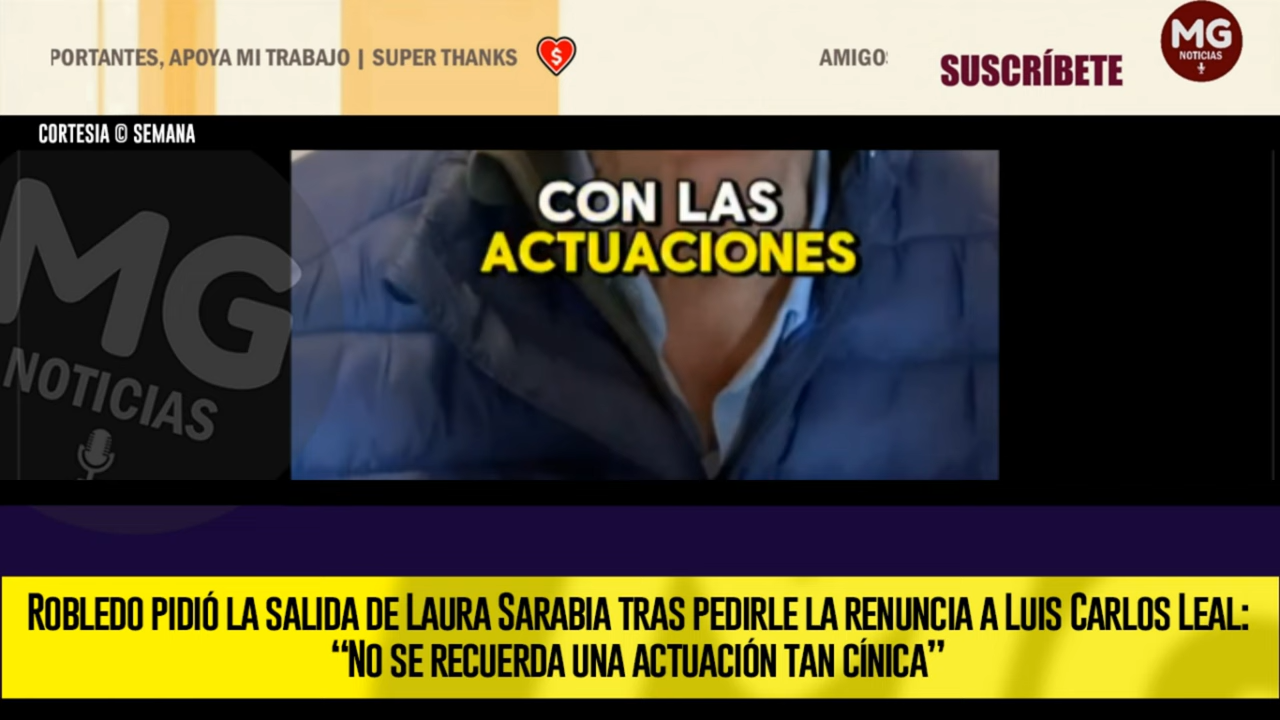 PORTANTES, APOYA MI TRABAJO | SUPER THANKS
AMIGO
SUSCRÍBETE
MG
NOTICIAS
CORTESIA © SEMANA
CON LAS
ACTUACIONES
MG
NOTICIAS
ROBLEDO PIDIÓ LA SALIDA DE LAURA SARABIA TRAS PEDIRLE LA RENUNCIA A LUIS CARLOS LEAL:
“NO SE RECUERDA UNA ACTUACIÓN TAN CÍNICA”